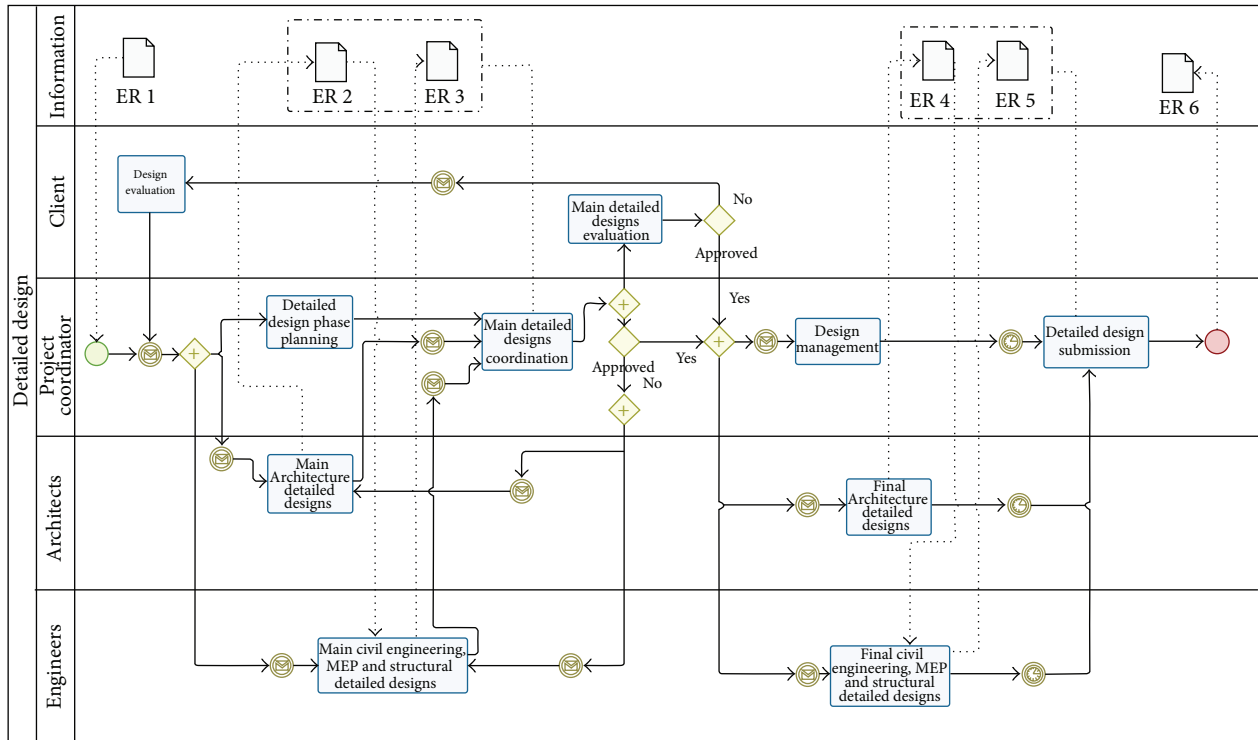 Detailed design
Information
ER 1
ER 2
ER 3
ER 4
ER 5
ER 6
Client
Design
evaluation
Main detailed
designs
evaluation
No
Approved
Project
coordinator
Detailed
design phase
planning
Main detailed
designs
coordination
Approved
No
Yes
Yes
Design
management
Detailed design
submission
Architects
Main
Architecture
detailed
designs
Final
Architecture
detailed
designs
Engineers
Main civil engineering,
MEP and structural
detailed designs
Final civil
engineering, MEP
and structural
detailed designs